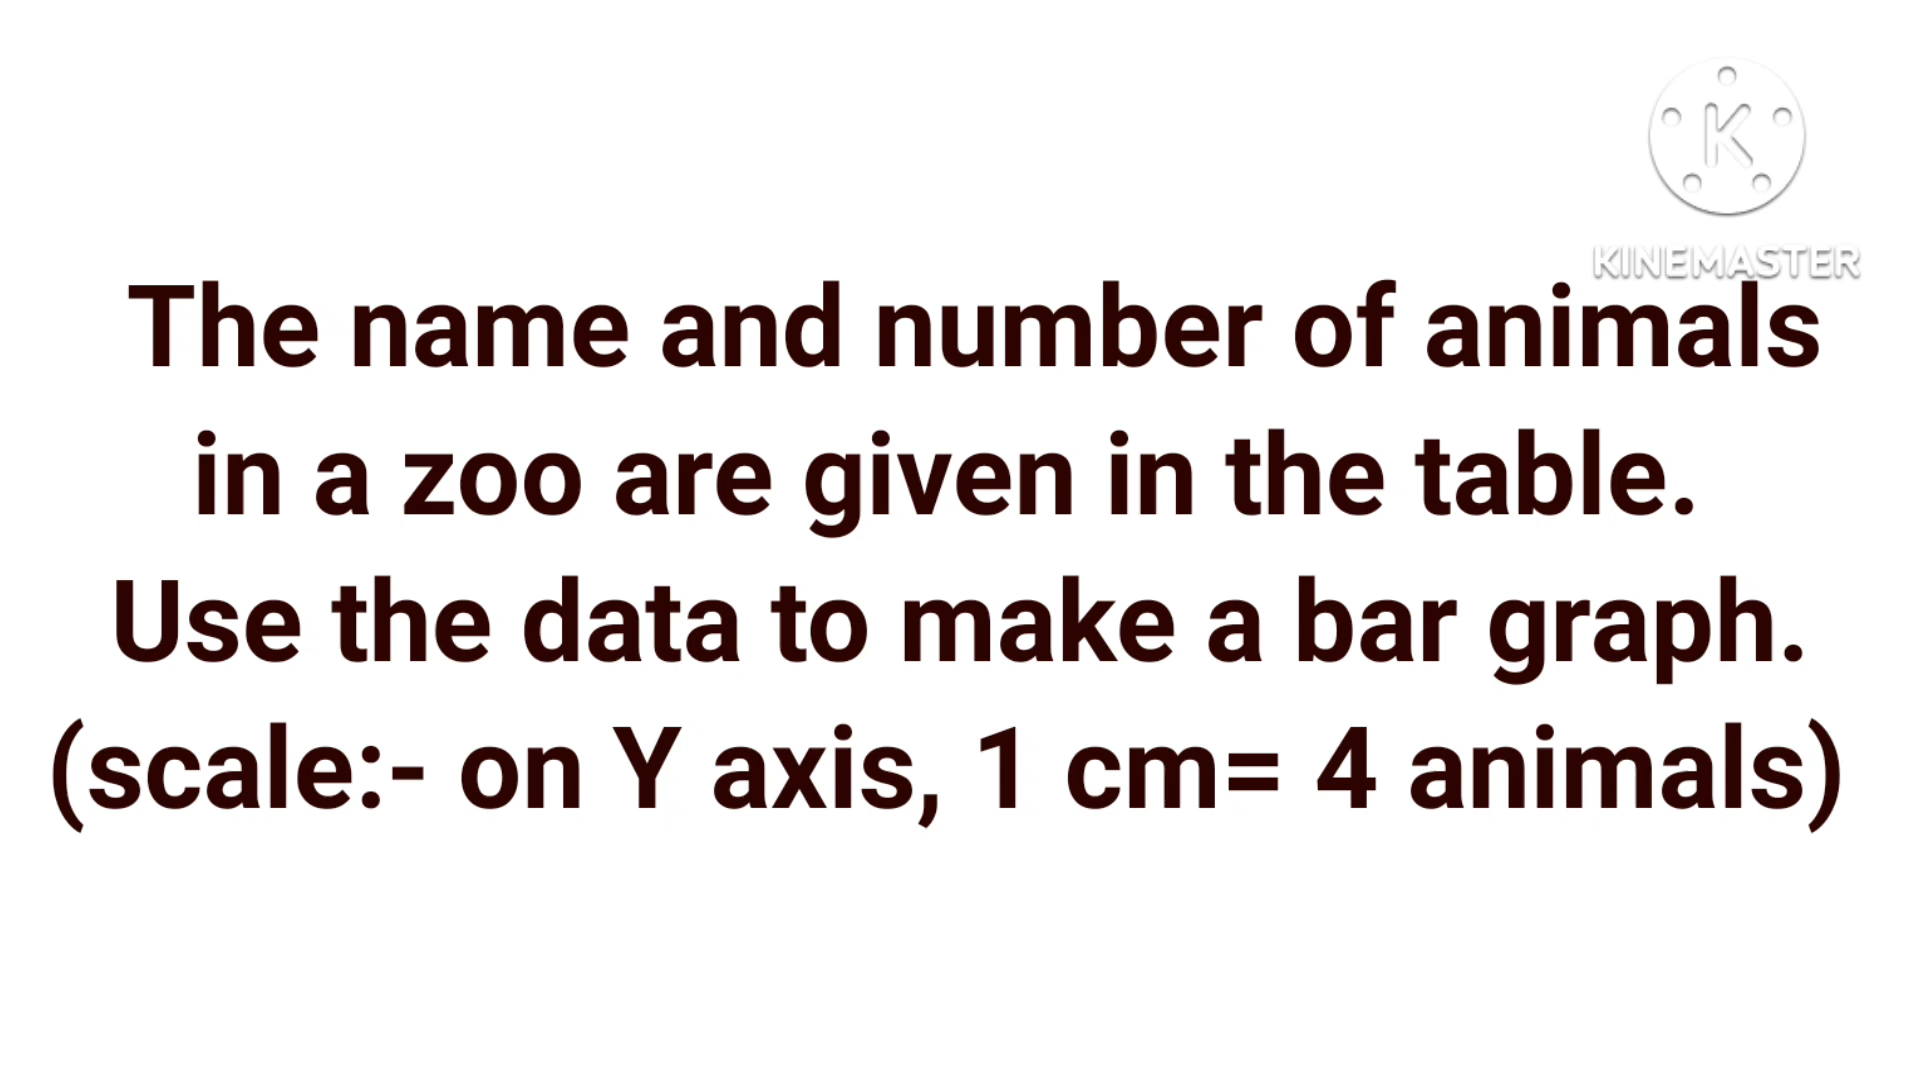 K
KINEMASTER
The name and number of animals
in a zoo are given in the table.
Use the data to make a bar graph.
(scale:- on Y axis, 1 cm= 4 animals)